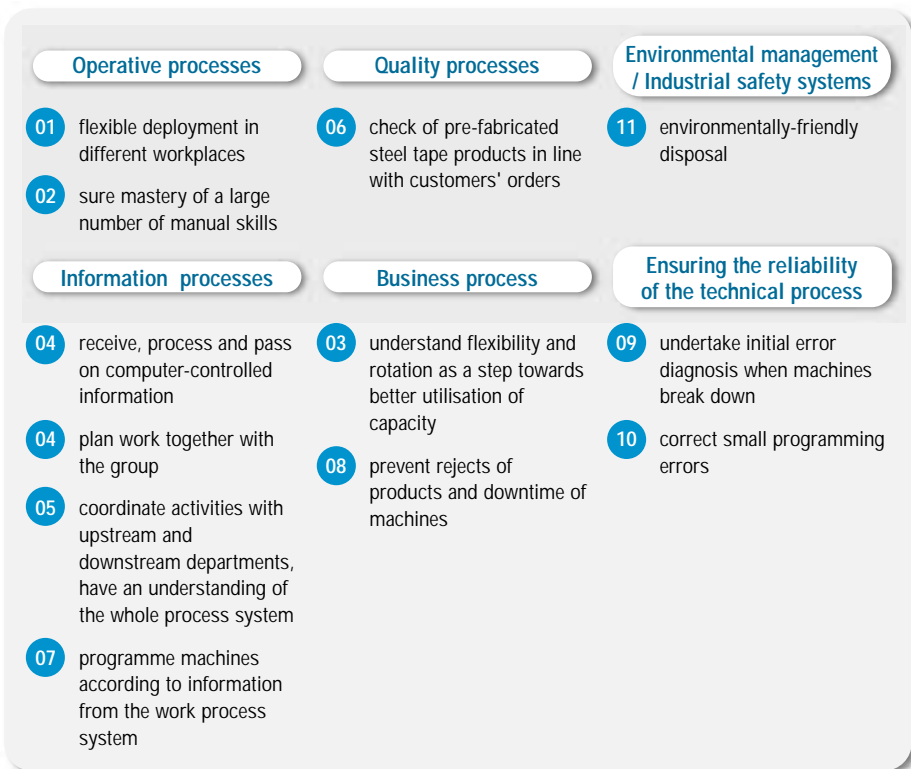 Operative processes
01 flexible deployment in
different workplaces
02 sure mastery of a large
number of manual skills
Quality processes
06 check of pre-fabricated
steel tape products in line
with customers' orders
Environmental management
/ Industrial safety systems
11 environmentally-friendly
disposal
Information processes
04 receive, process and pass
on computer-controlled
information
04 plan work together with
the group
05 coordinate activities with
upstream and
downstream departments,
have an understanding of
the whole process system
07 programme machines
according to information
from the work process
system
Business process
03 understand flexibility and
rotation as a step towards
better utilisation of
capacity
08 prevent rejects of
products and downtime of
machines
Ensuring the reliability
of the technical process
09 undertake initial error
diagnosis when machines
break down
10 correct small programming
errors